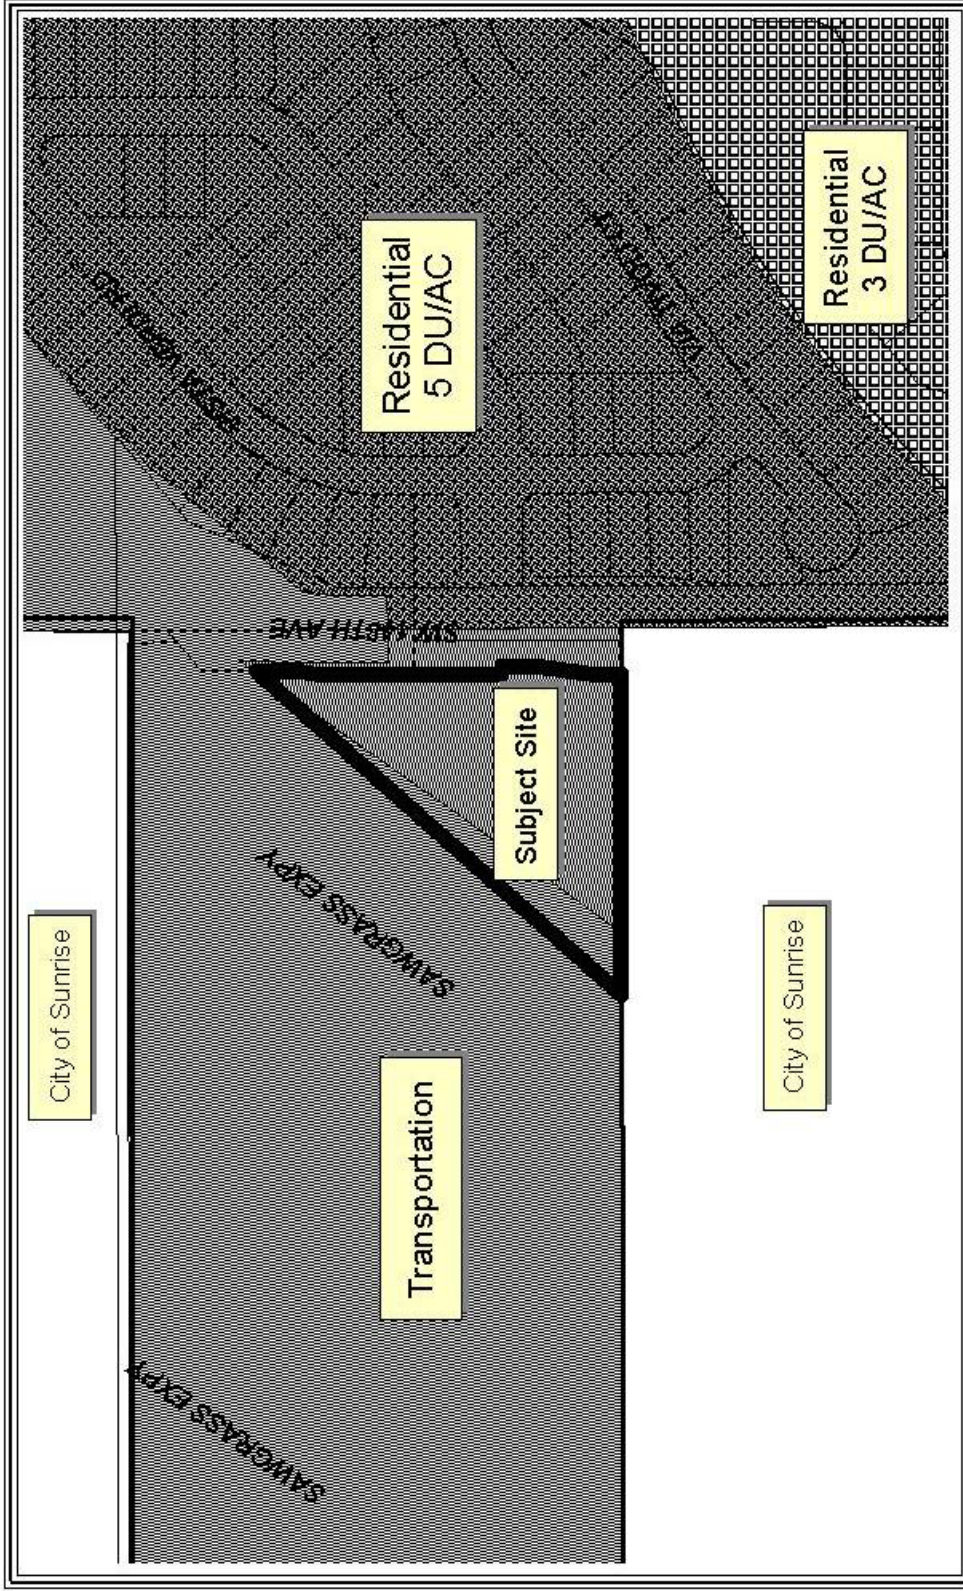 City of Sunrise
SAWGRASS EXPY
SAWGRASS EXPY
SW AVE
Residential
5 DU/AC
Transportation
Subject Site
City of Sunrise
Residential
3 DU/AC